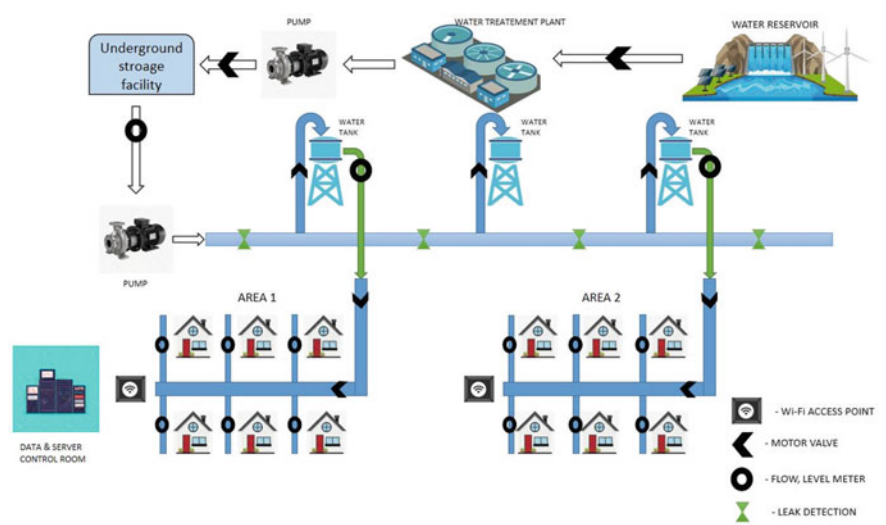 PUMP
WATER TREATEMENT PLANT
WATER RESERVOIR
Underground
stroage
facility
WATER
TANK
WATER
TANK
WATER
TANK
PUMP
AREA 1
AREA 2
DATA & SERVER
CONTROL ROOM
- Wi-Fi ACCESS POINT
- MOTOR VALVE
- FLOW, LEVEL METER
- LEAK DETECTION